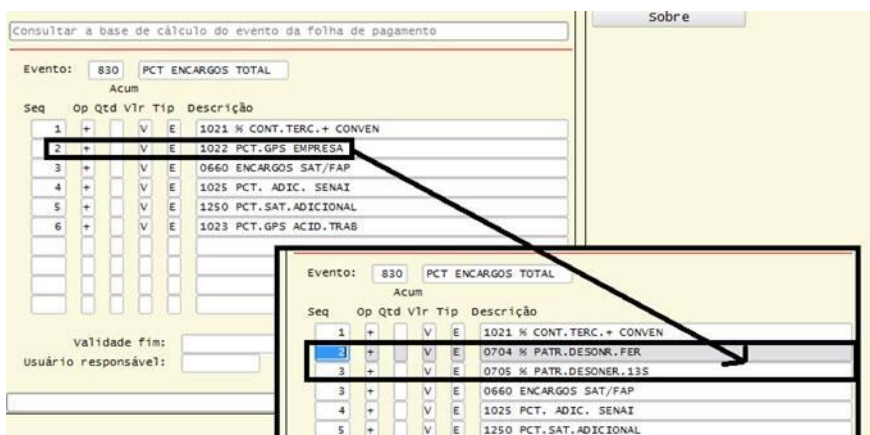 Sobre
Consultar a base de cálculo do evento da folha de pagamento
Evento: 830 PCT ENCARGOS TOTAL
Acum
Seq Op Qtd Vlr Tip Descrição
1 + V E 1021 % CONT.TERC.+ CONVEN
2 + V E 1022 PCT.GPS EMPRESA
3 + V E 0660 ENCARGOS SAT/FAP
4 + V E 1025 PCT. ADIC. SENAI
5 + V E 1250 PCT.SAT.ADICIONAL
6 + V E 1023 PCT.GPS ACID.TRAB
Validade fim:
Usuário responsável:
Evento: 830 PCT ENCARGOS TOTAL
Acum
Seq Op Qtd Vlr Tip Descrição
1 + V E 1021 % CONT.TERC.+ CONVEN
2 + V E 0704 % PATR.DESONR.FER
3 + V E 0705 % PATR.DESONER.13S
3 + V E 0660 ENCARGOS SAT/FAP
4 + V E 1025 PCT. ADIC. SENAI
5 + V E 1250 PCT.SAT.ADICIONAL